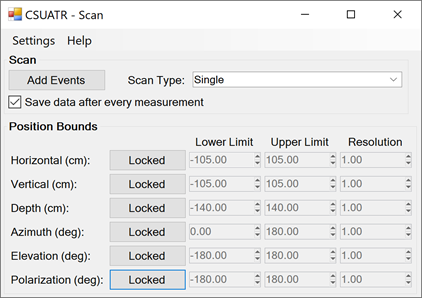 CSUATR - Scan
Settings Help
Scan
Add Events Scan Type: Single
Save data after every measurement
Position Bounds
Lower Limit Upper Limit Resolution
Horizontal (cm): Locked -105.00 105.00 1.00
Vertical (cm): Locked -105.00 105.00 1.00
Depth (cm): Locked -140.00 140.00 1.00
Azimuth (deg): Locked 0.00 180.00 1.00
Elevation (deg): Locked -180.00 180.00 1.00
Polarization (deg): Locked -180.00 180.00 1.00